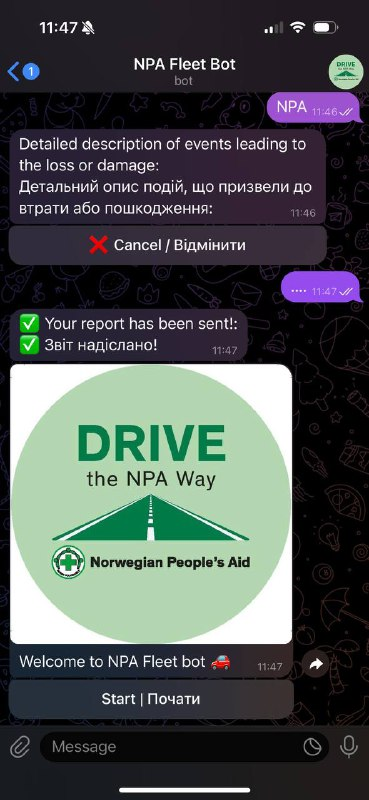 11:47
1
NPA Fleet Bot
bot
DRIVE
NPA 11:46
Detailed description of events leading to
the loss or damage:
Детальний опис подій, що призвели до
втрати або пошкодження:
11:46
❌ Cancel / Відмінити
.... 11:47
✅ Your report has been sent!:
✅ Звіт надіслано!
11:47
DRIVE
the NPA Way
Norwegian People's Aid
Welcome to NPA Fleet bot 🚗 11:47
Start | Почати
Message